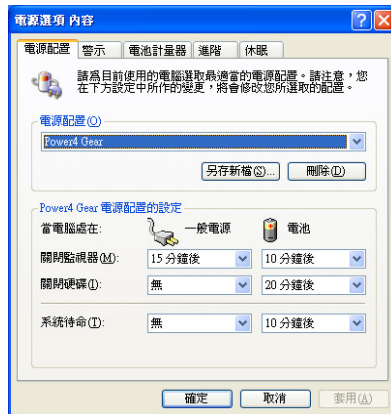 電源選項 內容
電源配置 警示 電池計量器 進階 休眠
請為目前使用的電腦選取最適當的電源配置。請注意，您
在下方設定中所作的變更，將會修改您所選取的配置。
電源配置(O)
Power4 Gear
另存新檔(S)... 刪除(D)
Power4 Gear 電源配置的設定
當電腦處在: 一般電源 電池
關閉監視器(M): 15 分鐘後 10 分鐘後
關閉硬碟(I): 無 20 分鐘後
系統待命(T): 無 10 分鐘後
確定 取消 套用(A)